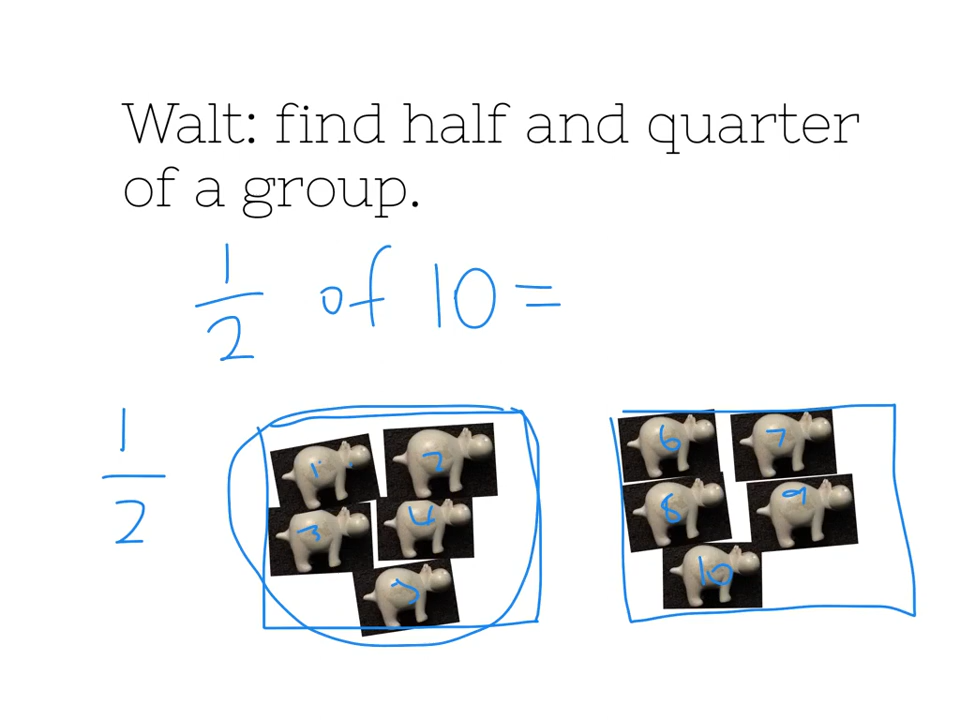 Walt: find half and quarter
of a group.
1/2 of 10 =
1/2
1 2 6 7
3 4 8 9
5 10